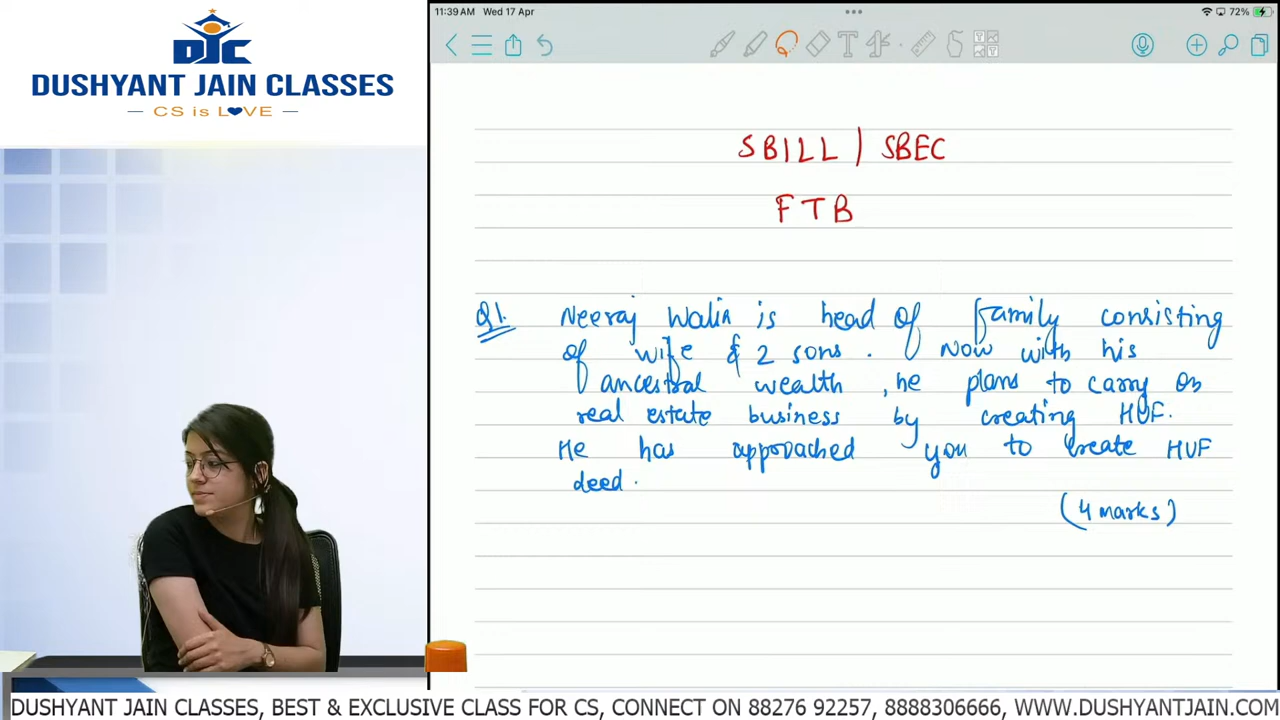 DJC
DUSHYANT JAIN CLASSES
— CS is LOVE —
11:39 AM Wed 17 Apr
72%
SBILL | SBEC
FTB
Q1. Neeraj Walia is head of family consisting
of wife & 2 sons. Now with his
ancestral wealth, he plans to carry on
real estate business by creating HUF.
He has approached you to create HUF
deed.
(4 marks)
DUSHYANT JAIN CLASSES, BEST & EXCLUSIVE CLASS FOR CS, CONNECT ON 88276 92257, 8888306666, WWW.DUSHYANTJAIN.COM